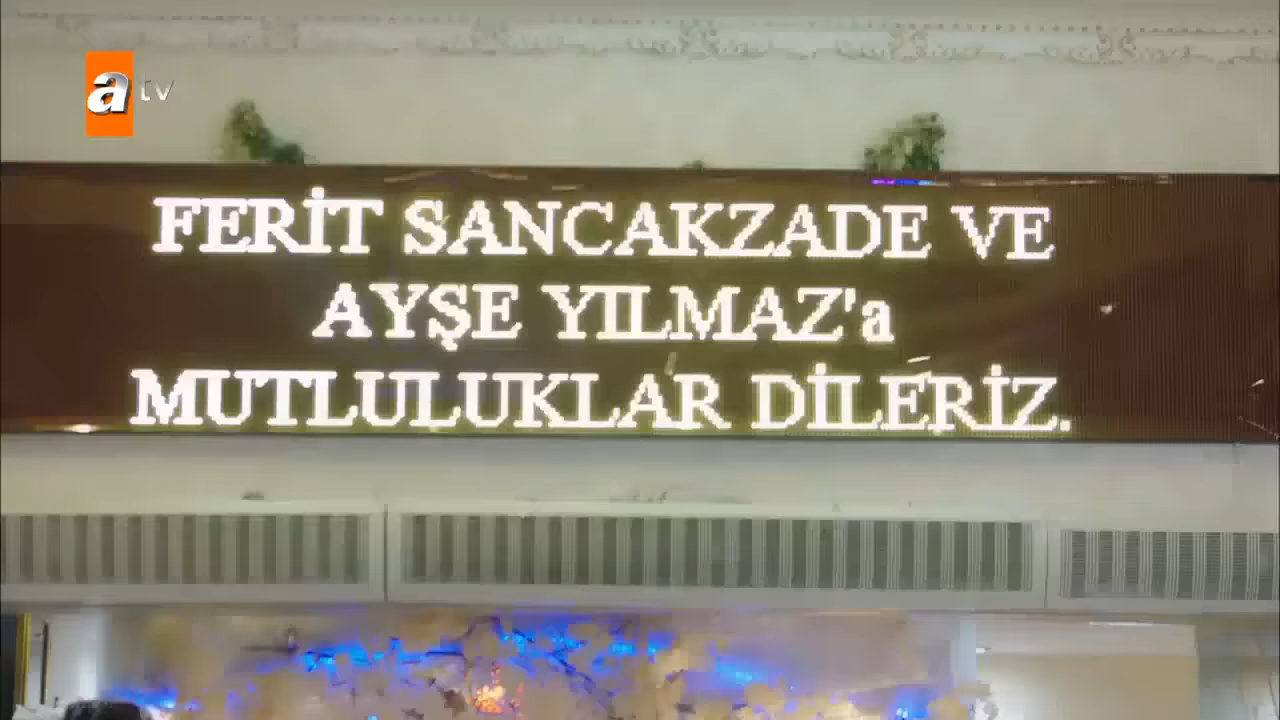 atv
FERİT SANCAKZADE VE
AYŞE YILMAZ'a
MUTLULUKLAR DİLERİZ.